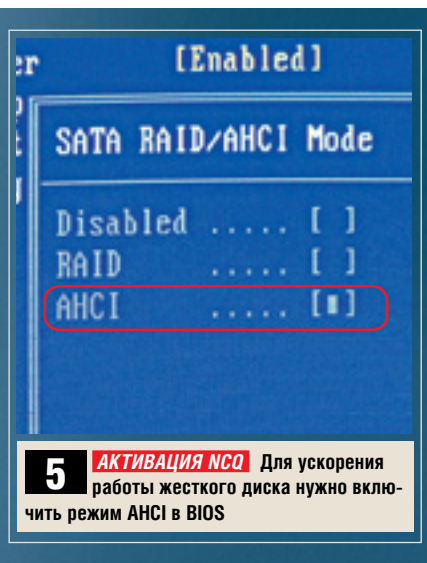 er [Enabled]
SATA RAID/AHCI Mode
Disabled ..... [ ]
RAID ..... [ ]
AHCI ..... [▮]
5 АКТИВАЦИЯ NCQ Для ускорения
работы жесткого диска нужно вклю-
чить режим AHCI в BIOS